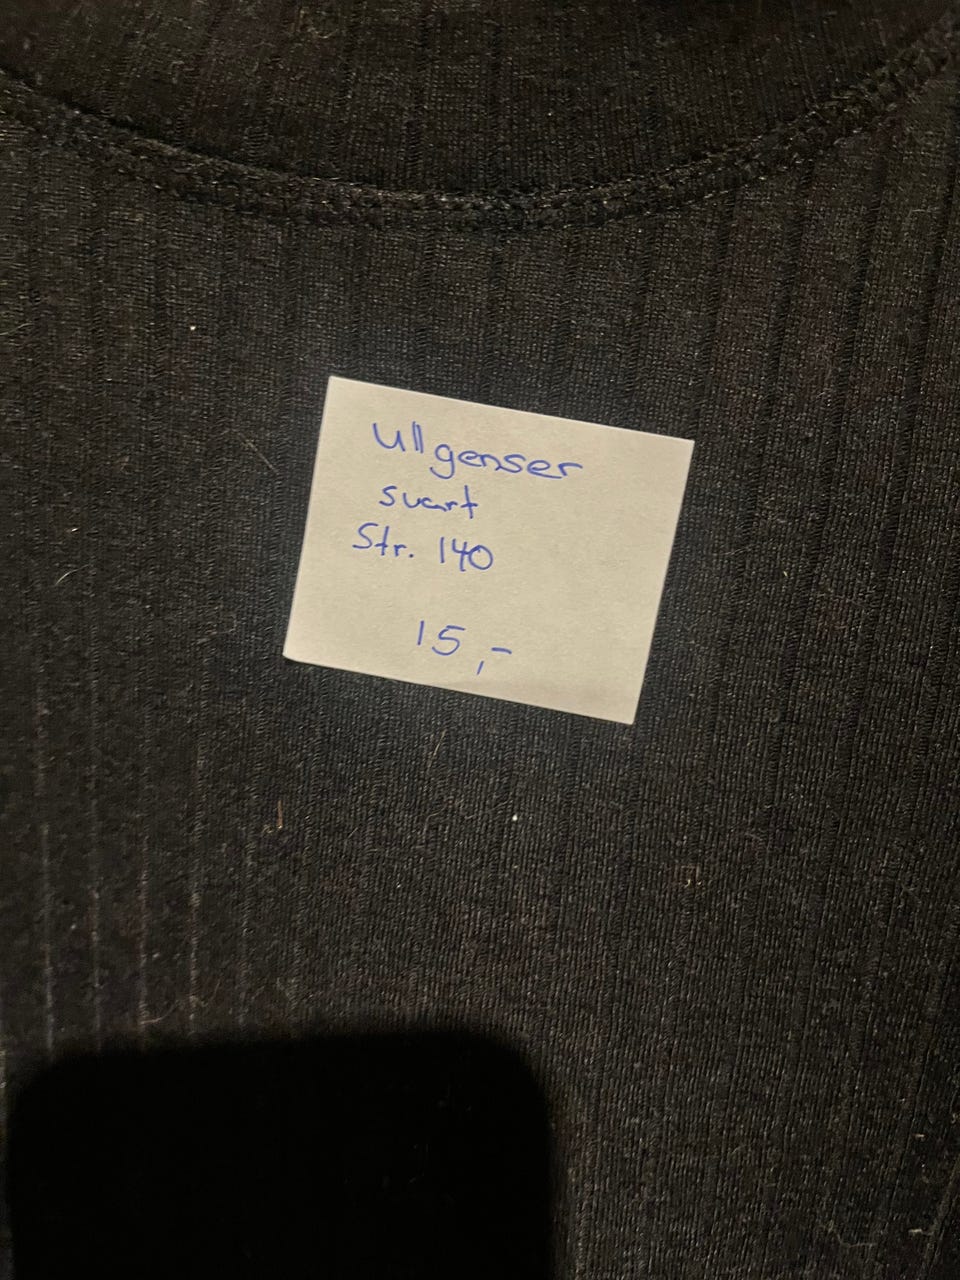 Ullgenser
svart
Str. 140
15,-